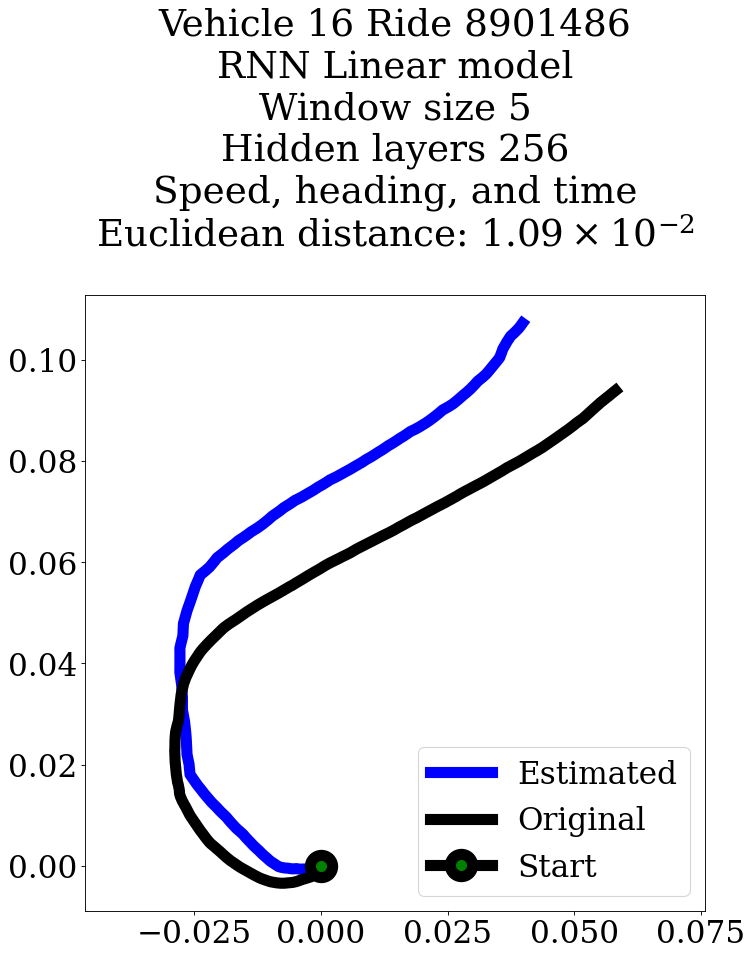 Vehicle 16 Ride 8901486
RNN Linear model
Window size 5
Hidden layers 256
Speed, heading, and time
Euclidean distance: 1.09 × 10⁻²
0.10
0.08
0.06
0.04
0.02
0.00
Estimated
Original
Start
−0.025 0.000 0.025 0.050 0.075